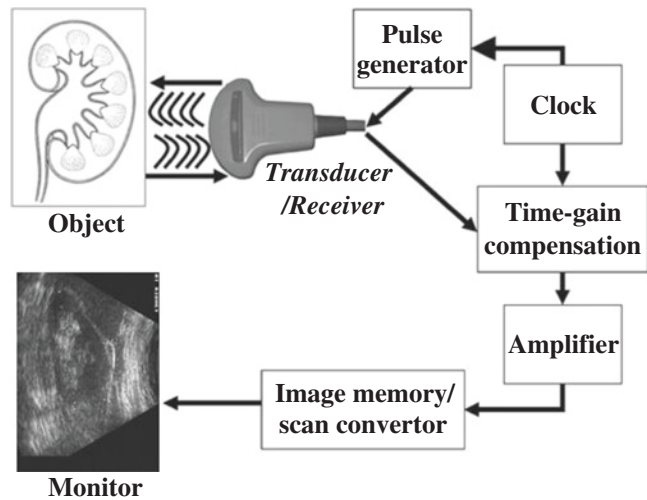 Pulse
generator
Clock
Transducer
/Receiver
Object
Time-gain
compensation
Amplifier
Image memory/
scan convertor
Monitor